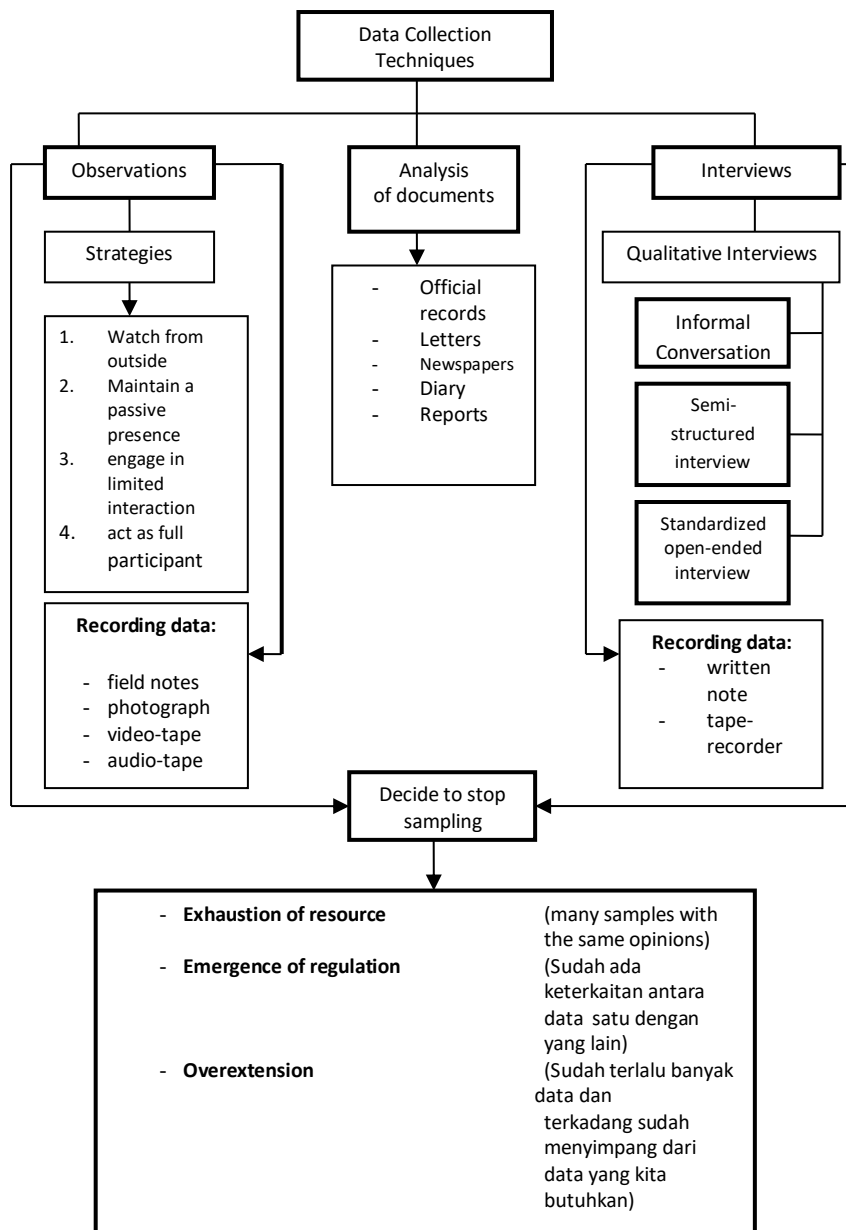 Data Collection
Techniques
Observations
Analysis
of documents
Interviews
Strategies
Qualitative Interviews
1. Watch from
outside
2. Maintain a
passive
presence
3. engage in
limited
interaction
4. act as full
participant
- Official
records
- Letters
- Newspapers
- Diary
- Reports
Informal
Conversation
Semi-
structured
interview
Standardized
open-ended
interview
Recording data:
- field notes
- photograph
- video-tape
- audio-tape
Recording data:
- written
note
- tape-
recorder
Decide to stop
sampling
- Exhaustion of resource (many samples with
the same opinions)
- Emergence of regulation (Sudah ada
keterkaitan antara
data satu dengan
yang lain)
- Overextension (Sudah terlalu banyak
data dan
terkadang sudah
menyimpang dari
data yang kita
butuhkan)